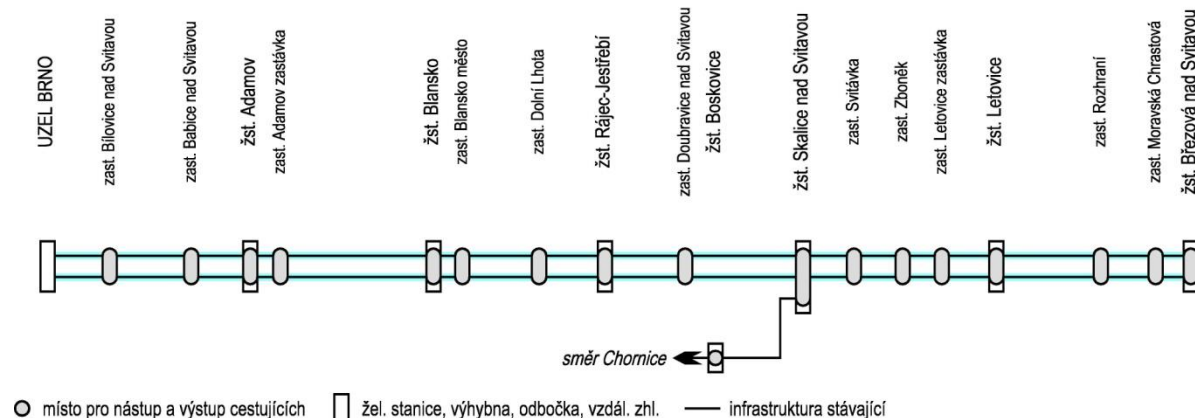 UZEL BRNO
zast. Bílovice nad Svitavou
zast. Babice nad Svitavou
žst. Adamov
zast. Adamov zastávka
žst. Blansko
zast. Blansko město
zast. Dolní Lhota
žst. Rájec-Jestřebí
zast. Doubravice nad Svitavou
žst. Boskovice
žst. Skalice nad Svitavou
zast. Svitávka
zast. Zboněk
zast. Letovice zastávka
žst. Letovice
zast. Rozhraní
zast. Moravská Chrastová
žst. Březová nad Svitavou
směr Chornice
místo pro nástup a výstup cestujících
žel. stanice, výhybna, odbočka, vzdál. zhl.
infrastruktura stávající